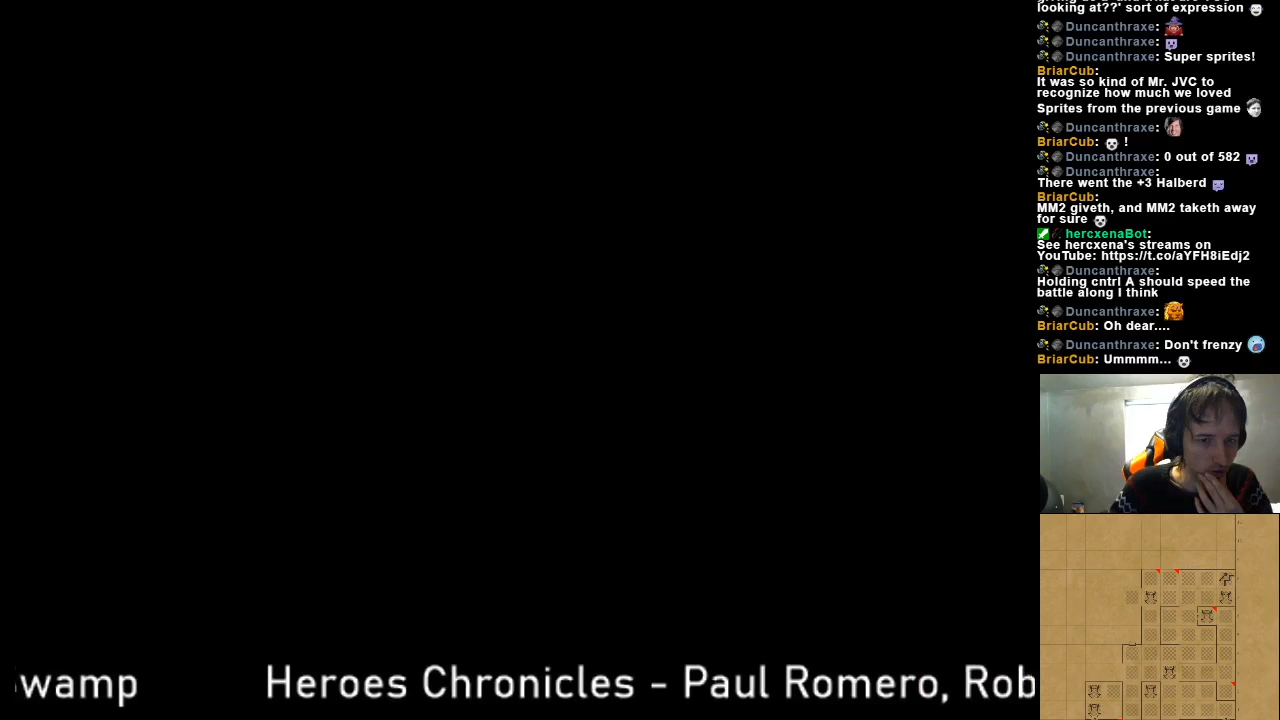 looking at??' sort of expression
Duncanthraxe:
Duncanthraxe:
Duncanthraxe: Super sprites!
BriarCub:
It was so kind of Mr. JVC to
recognize how much we loved
Sprites from the previous game
Duncanthraxe:
BriarCub: !
Duncanthraxe: 0 out of 582
Duncanthraxe:
There went the +3 Halberd
BriarCub:
MM2 giveth, and MM2 taketh away
for sure
hercxenaBot:
See hercxena's streams on
YouTube: https://t.co/aYFH8iEdj2
Duncanthraxe:
Holding cntrl A should speed the
battle along I think
Duncanthraxe:
BriarCub: Oh dear....
Duncanthraxe: Don't frenzy
BriarCub: Ummmm...
wamp Heroes Chronicles - Paul Romero, Rob